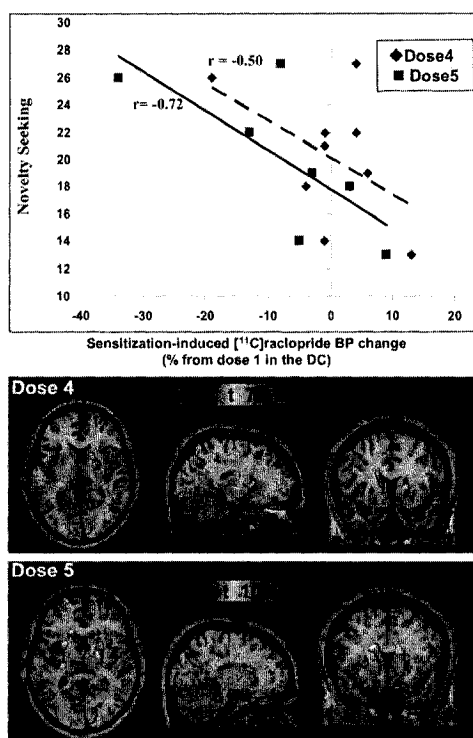 30
28
26
24
22
20
18
16
14
12
10
Novelty Seeking
r = -0.50
r= -0.72
Dose4
Dose5
-40 -30 -20 -10 0 10 20
Sensitization-induced [¹¹C]raclopride BP change
(% from dose 1 in the DC)
Dose 4
Dose 5